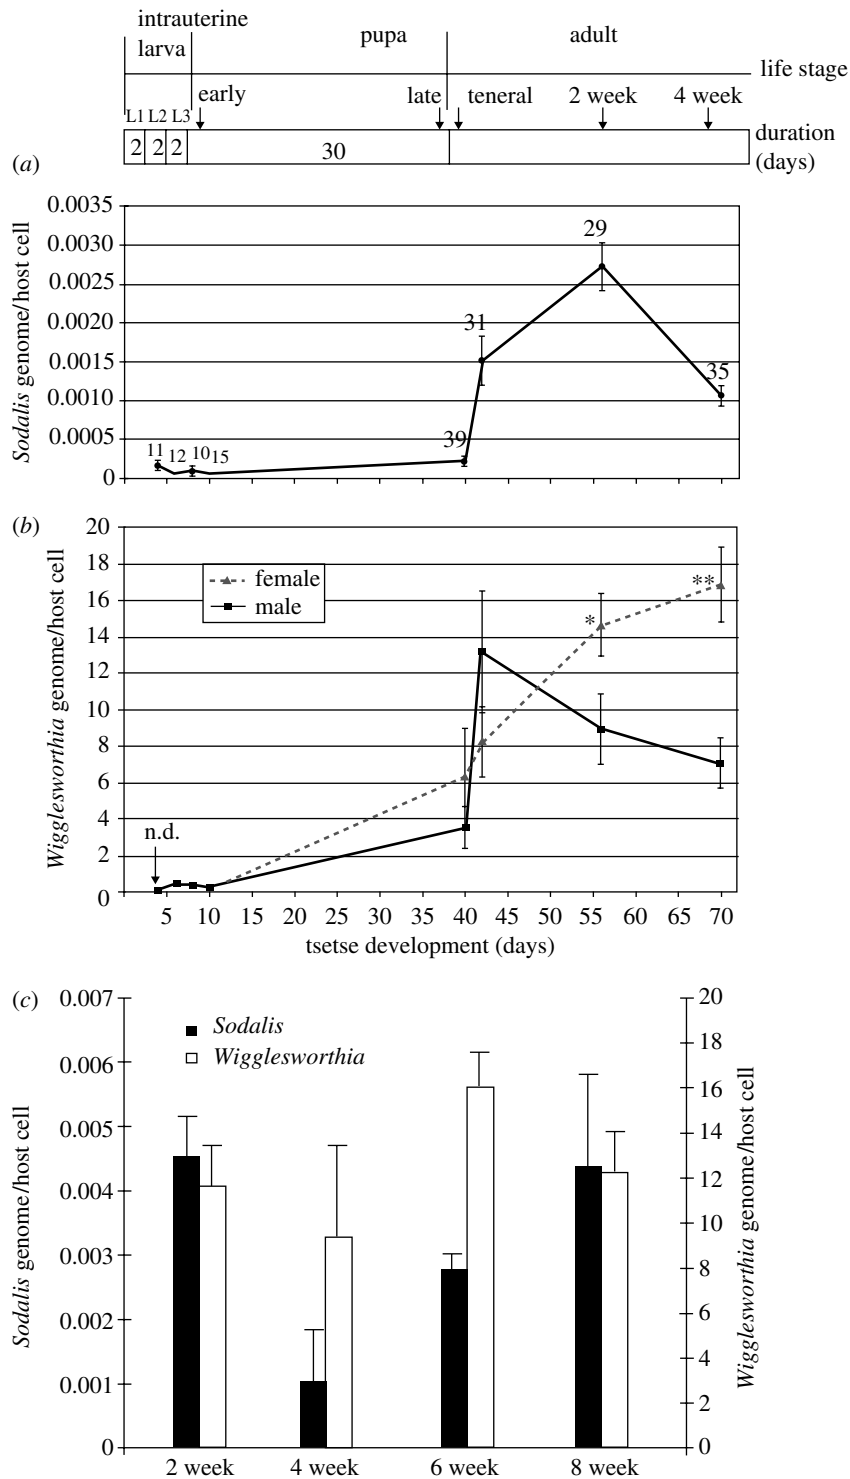 intrauterine
larva
pupa
adult
life stage
early
late
teneral
2 week
4 week
L1 L2 L3
2 2 2
30
duration
(days)
(a)
Sodalis genome/host cell
0.0035
0.0030
0.0025
0.0020
0.0015
0.0010
0.0005
0
11
12
10
15
39
31
29
35
(b)
Wigglesworthia genome/host cell
20
18
16
14
12
10
8
6
4
2
0
female
male
n.d.
*
**
5 10 15 20 25 30 35 40 45 50 55 60 65 70
tsetse development (days)
(c)
Sodalis genome/host cell
0.007
0.006
0.005
0.004
0.003
0.002
0.001
0
Sodalis
Wigglesworthia
20
18
16
14
12
10
8
6
4
2
0
Wigglesworthia genome/host cell
2 week 4 week 6 week 8 week